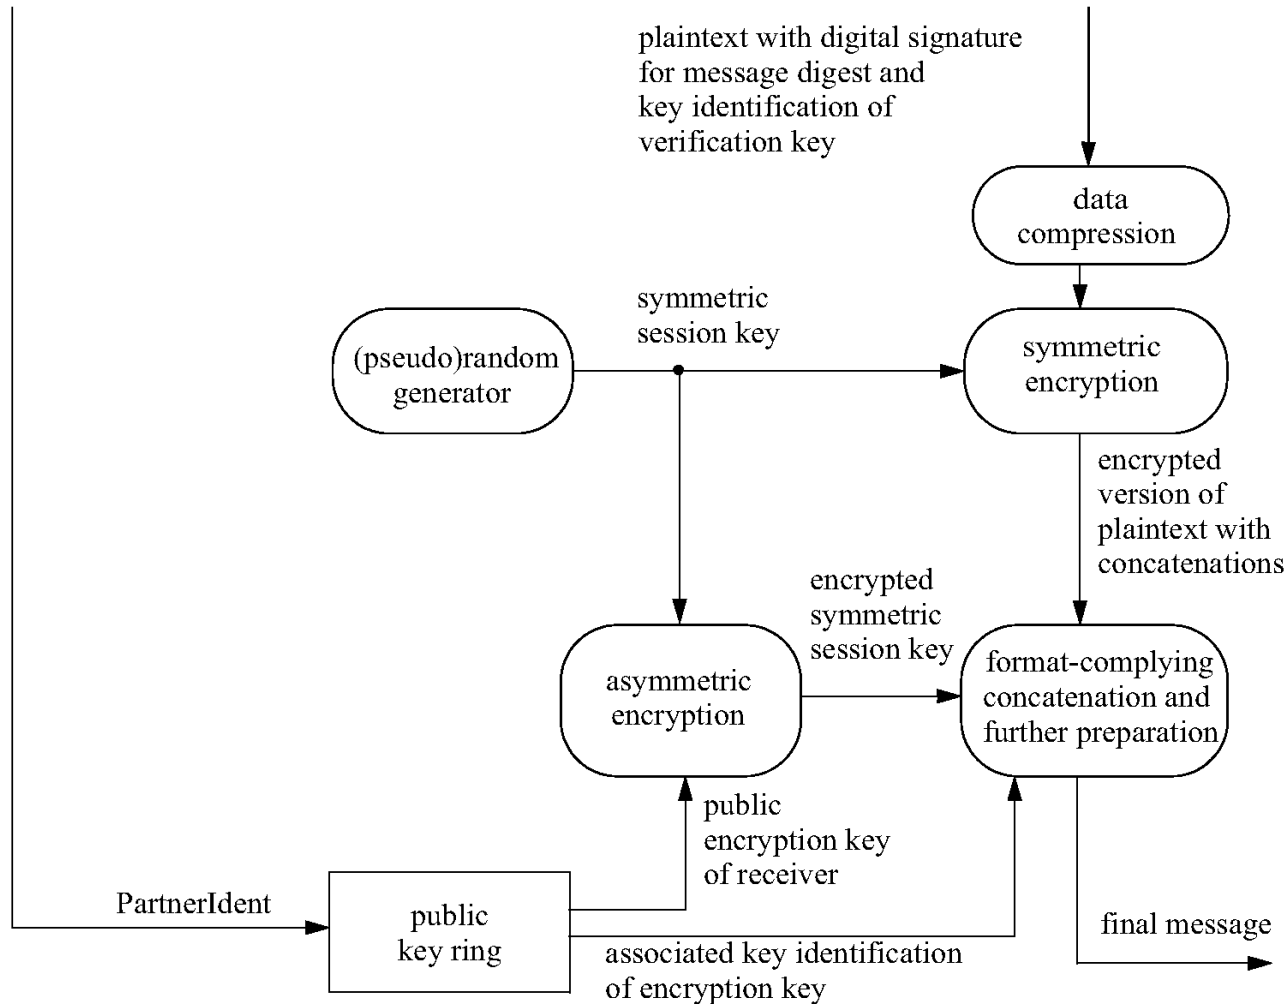 plaintext with digital signature
for message digest and
key identification of
verification key
data
compression
symmetric
session key
(pseudo)random
generator
symmetric
encryption
encrypted
version of
plaintext with
concatenations
encrypted
symmetric
session key
asymmetric
encryption
format-complying
concatenation and
further preparation
public
encryption key
of receiver
PartnerIdent
public
key ring
associated key identification
of encryption key
final message